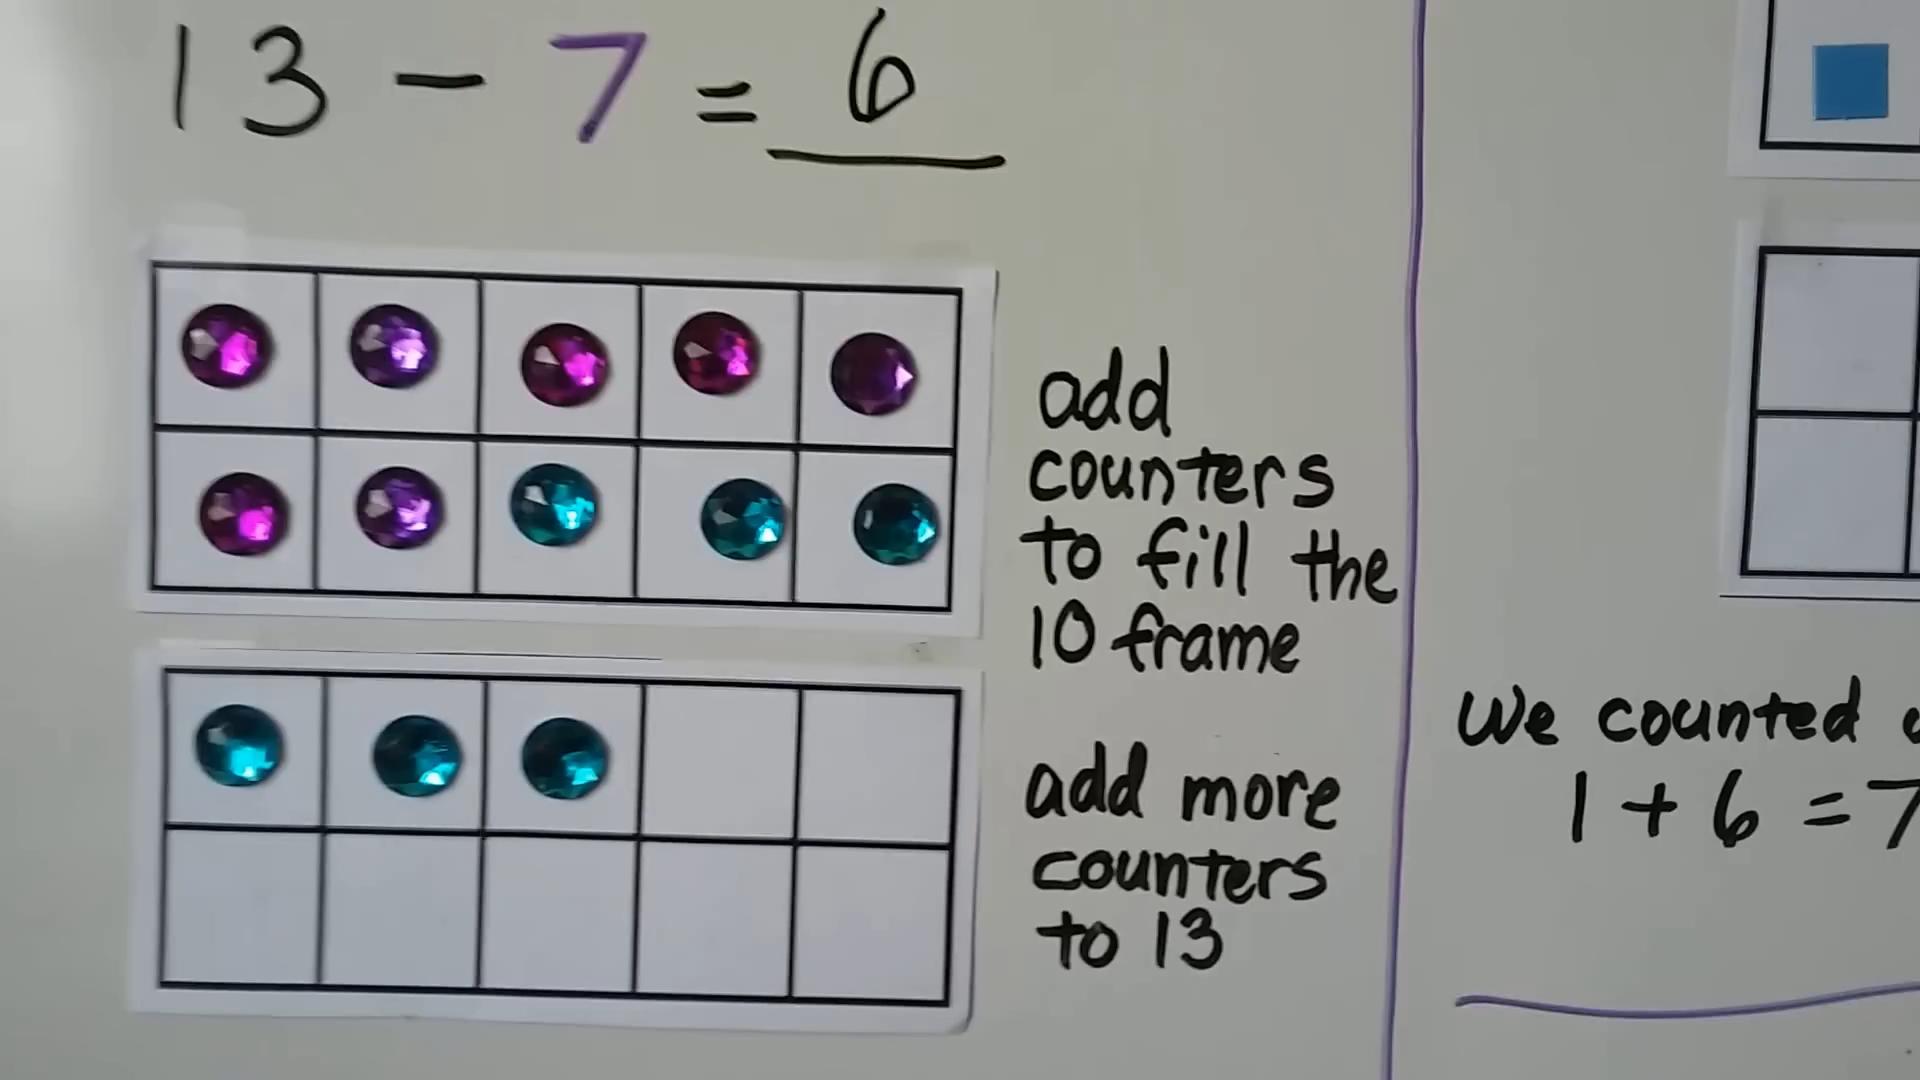 13 - 7 = 6
add
counters
to fill the
10 frame
add more
counters
to 13
We counted
1 + 6 = 7